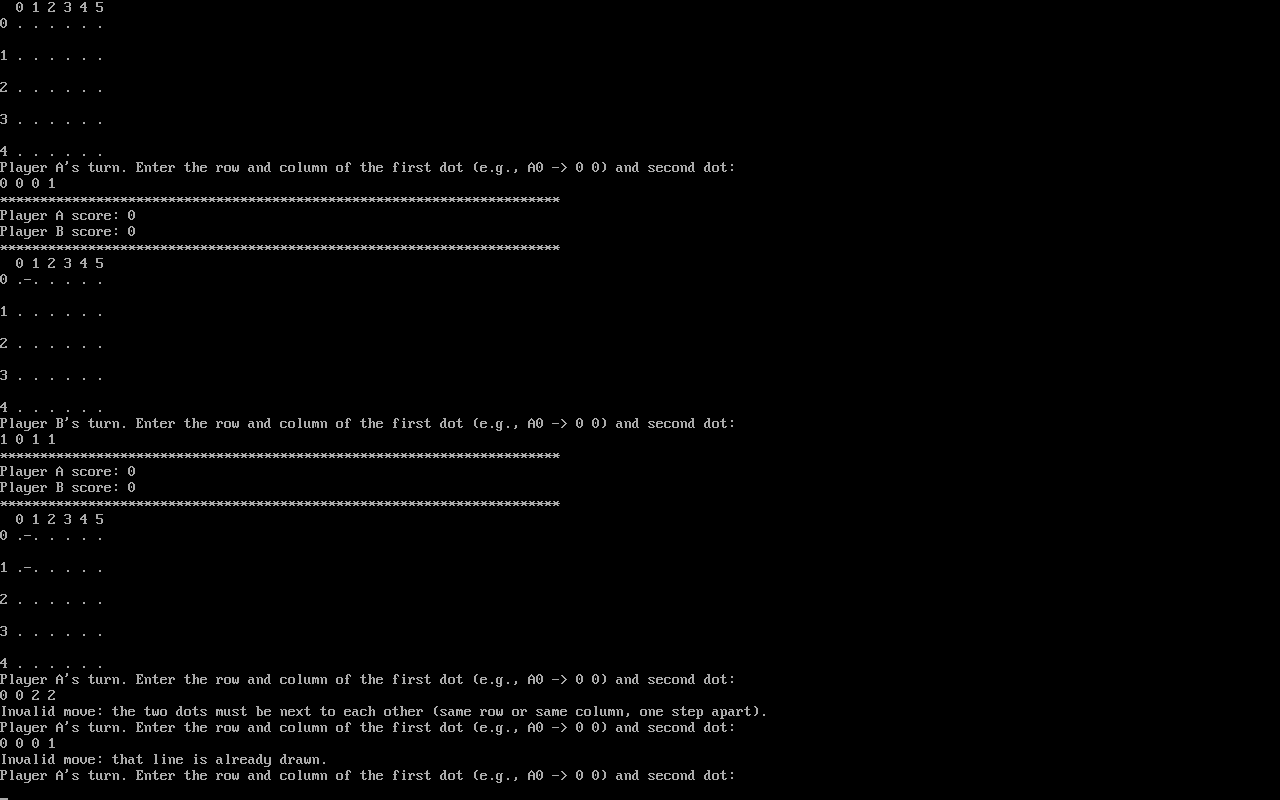 0 1 2 3 4 5
0 . . . . . .
1 . . . . . .
2 . . . . . .
3 . . . . . .
4 . . . . . .
Player A's turn. Enter the row and column of the first dot (e.g., A0 -> 0 0) and second dot:
0 0 0 1
**********************************************************************
Player A score: 0
Player B score: 0
**********************************************************************
  0 1 2 3 4 5
0 .-. . . . .
1 . . . . . .
2 . . . . . .
3 . . . . . .
4 . . . . . .
Player B's turn. Enter the row and column of the first dot (e.g., A0 -> 0 0) and second dot:
1 0 1 1
**********************************************************************
Player A score: 0
Player B score: 0
**********************************************************************
  0 1 2 3 4 5
0 .-. . . . .
1 .-. . . . .
2 . . . . . .
3 . . . . . .
4 . . . . . .
Player A's turn. Enter the row and column of the first dot (e.g., A0 -> 0 0) and second dot:
0 0 2 2
Invalid move: the two dots must be next to each other (same row or same column, one step apart).
Player A's turn. Enter the row and column of the first dot (e.g., A0 -> 0 0) and second dot:
0 0 0 1
Invalid move: that line is already drawn.
Player A's turn. Enter the row and column of the first dot (e.g., A0 -> 0 0) and second dot: